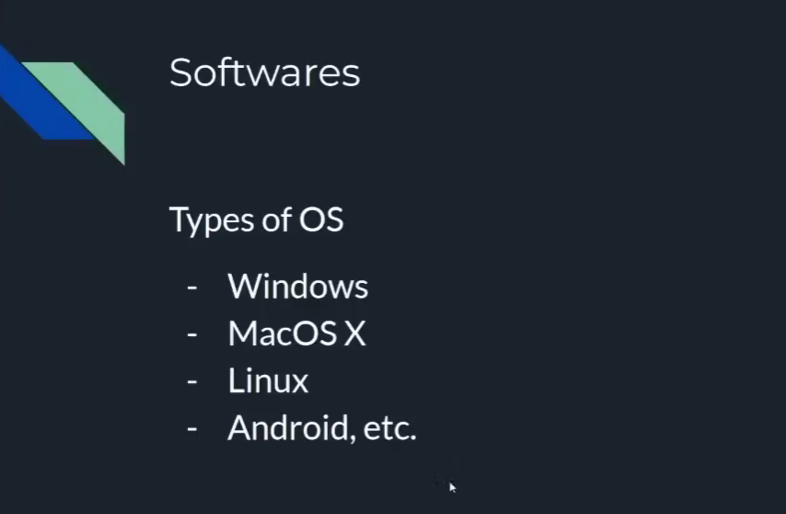 Softwares
Types of OS
- Windows
- MacOS X
- Linux
- Android, etc.